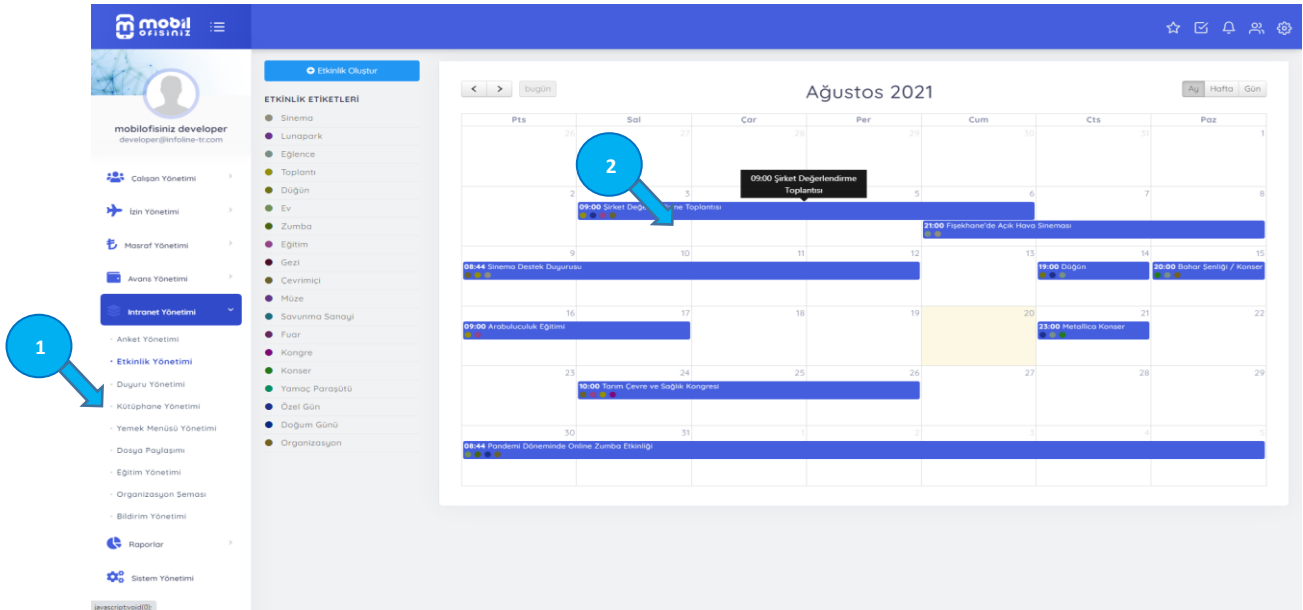 mobil
OFİSİNİZ
mobilofisiniz developer
developer@infoline-tr.com
Çalışan Yönetimi
İzin Yönetimi
Masraf Yönetimi
Avans Yönetimi
Intranet Yönetimi
Anket Yönetimi
Etkinlik Yönetimi
Duyuru Yönetimi
Kütüphane Yönetimi
Yemek Menüsü Yönetimi
Dosya Paylaşımı
Eğitim Yönetimi
Organizasyon Şeması
Bildirim Yönetimi
Raporlar
Sistem Yönetimi
javascript:void(0);
1
Etkinlik Oluştur
ETKİNLİK ETİKETLERİ
Sinema
Lunapark
Eğlence
Toplantı
Düğün
Ev
Zumba
Eğitim
Gezi
Çevrimiçi
Müze
Savunma Sanayi
Fuar
Kongre
Konser
Yamaç Paraşütü
Özel Gün
Doğum Günü
Organizasyon
bugün
Ağustos 2021
Ay Hafta Gün
Pts Sal Çar Per Cum Cts Paz
26 27 28 29 30 31 1
2
09:00 Şirket Değerlendirme
Toplantısı
2 3 5 6 7 8
09:00 Şirket Değe me Toplantısı
21:00 Fişekhane'de Açık Hava Sineması
9 10 11 12 13 14 15
08:44 Sinema Destek Duyurusu 19:00 Düğün 20:00 Bahar Şenliği / Konser
16 17 18 19 20 21 22
09:00 Arabuluculuk Eğitimi 23:00 Metallica Konser
23 24 25 26 27 28 29
10:00 Tarım Çevre ve Sağlık Kongresi
30 31 1 2 3 4 5
08:44 Pandemi Döneminde Online Zumba Etkinliği